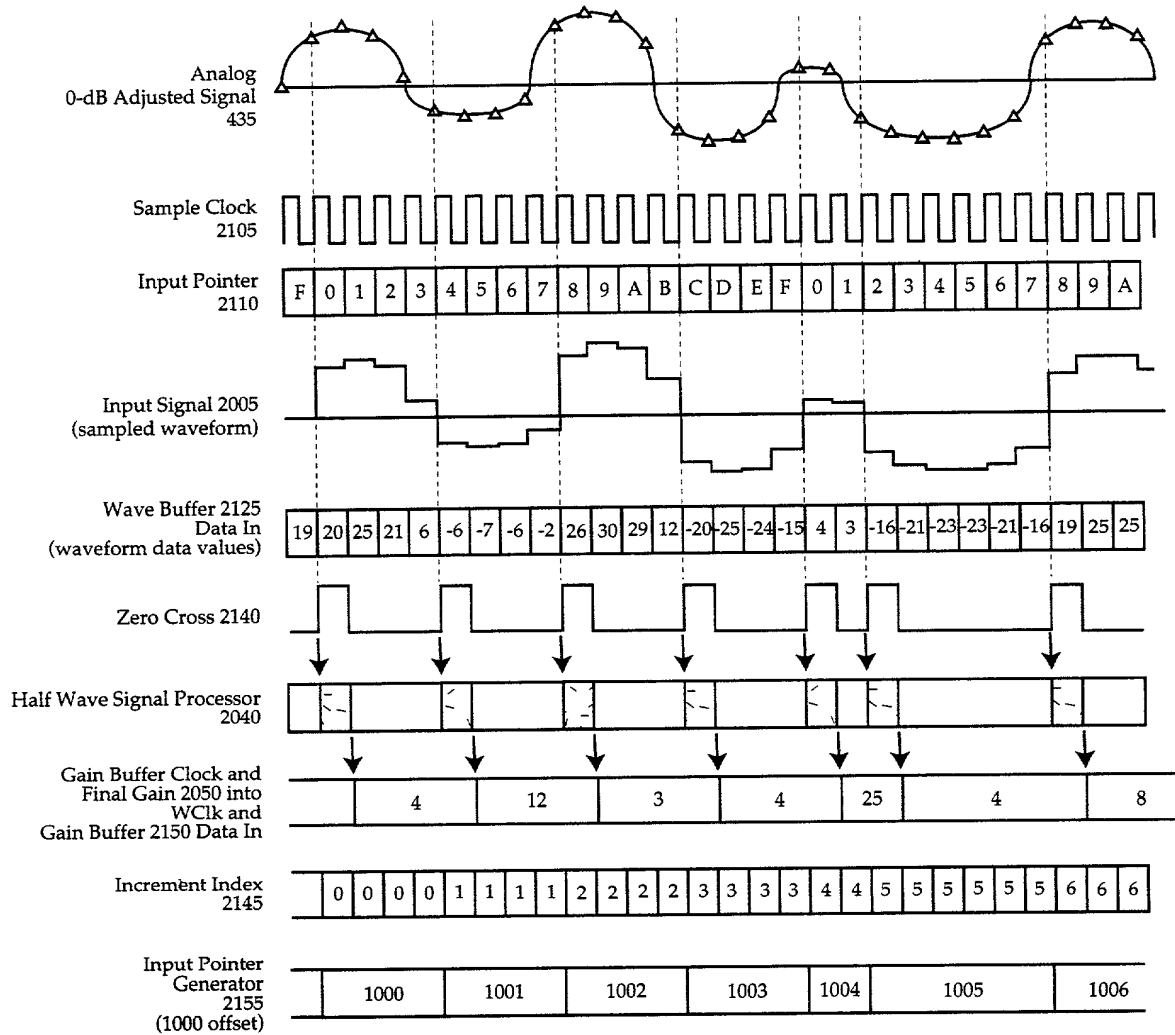 Analog
0-dB Adjusted Signal
435
Sample Clock
2105
Input Pointer
2110
F 0 1 2 3 4 5 6 7 8 9 A B C D E F 0 1 2 3 4 5 6 7 8 9 A
Input Signal 2005
(sampled waveform)
Wave Buffer 2125
Data In
(waveform data values)
19 20 25 21 6 -6 -7 -6 -2 26 30 29 12 -20 -25 -24 -15 4 3 -16 -21 -23 -23 -21 -16 19 25 25
Zero Cross 2140
Half Wave Signal Processor
2040
Gain Buffer Clock and
Final Gain 2050 into
WClk and
Gain Buffer 2150 Data In
4 12 3 4 25 4 8
Increment Index
2145
0 0 0 0 1 1 1 1 2 2 2 2 3 3 3 3 4 4 5 5 5 5 5 5 6 6 6
Input Pointer
Generator
2155
(1000 offset)
1000 1001 1002 1003 1004 1005 1006